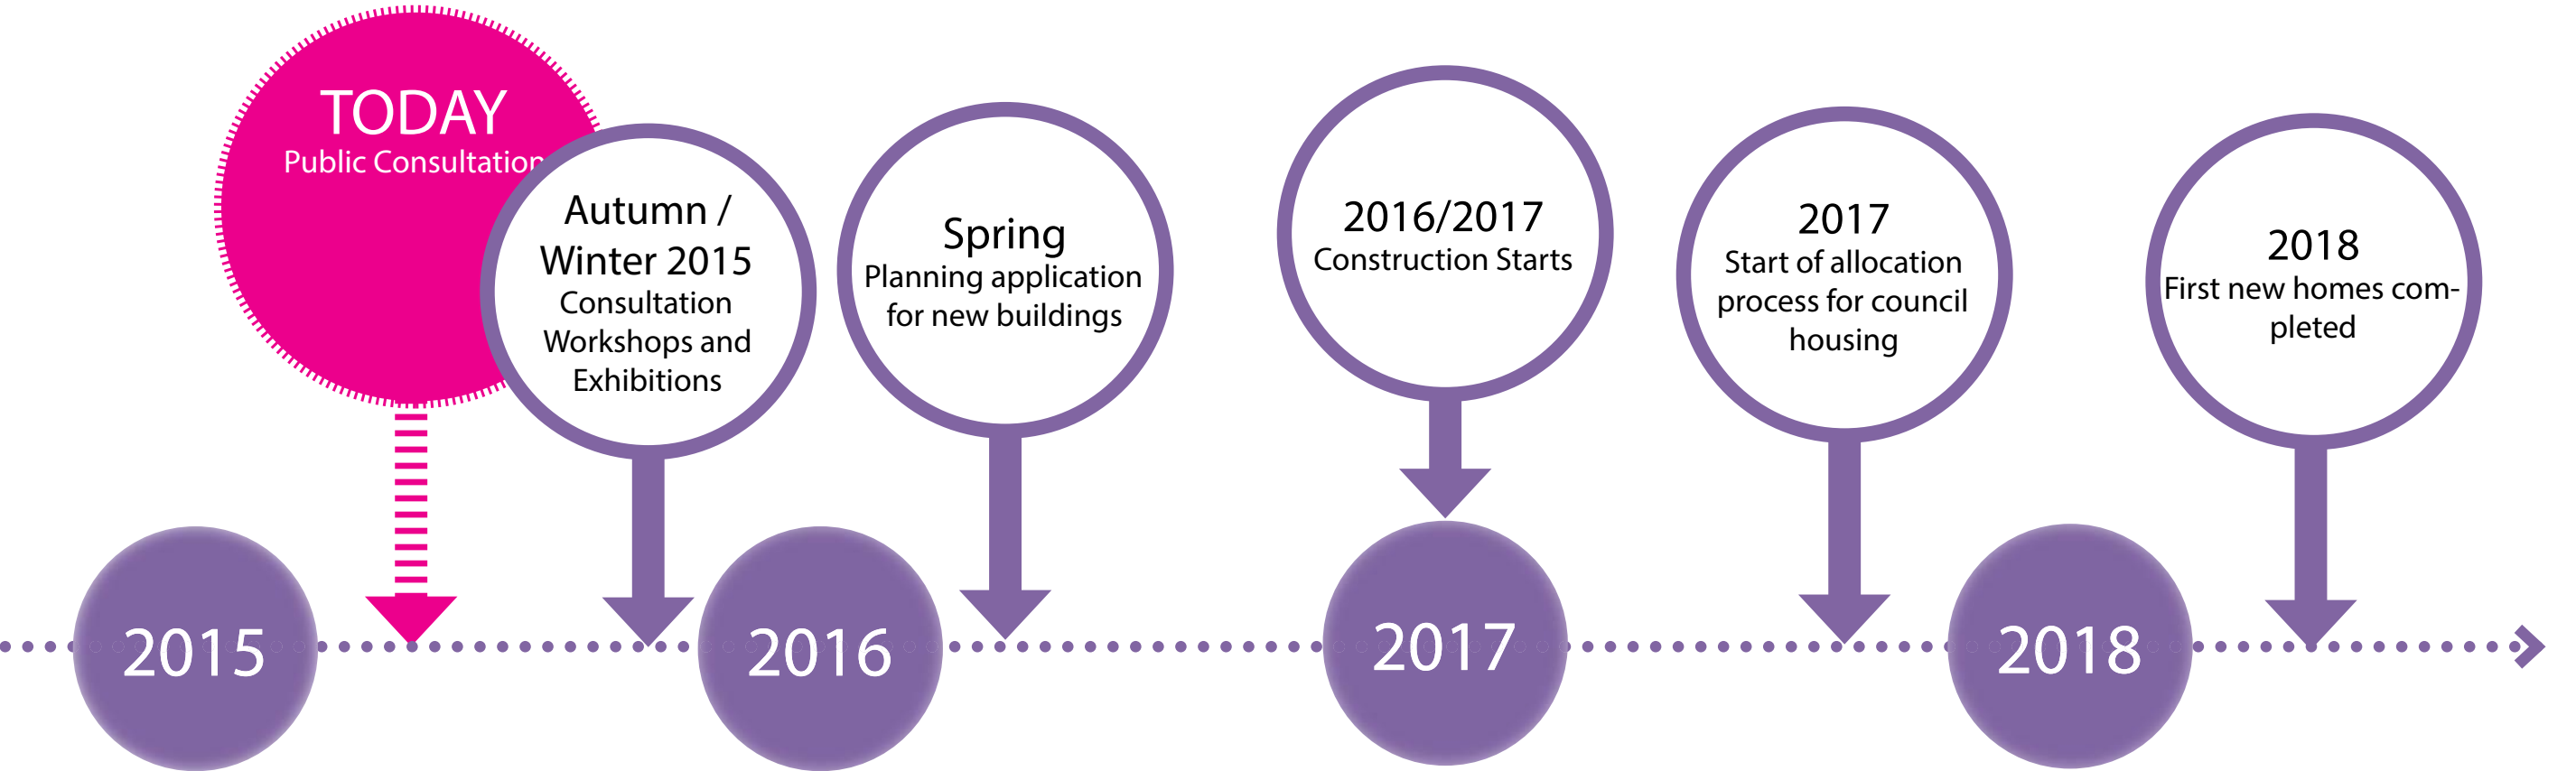 TODAY
Public Consultation
Autumn /
Winter 2015
Consultation
Workshops and
Exhibitions
Spring
Planning application
for new buildings
2016/2017
Construction Starts
2017
Start of allocation
process for council
housing
2018
First new homes com-
pleted
2015
2016
2017
2018